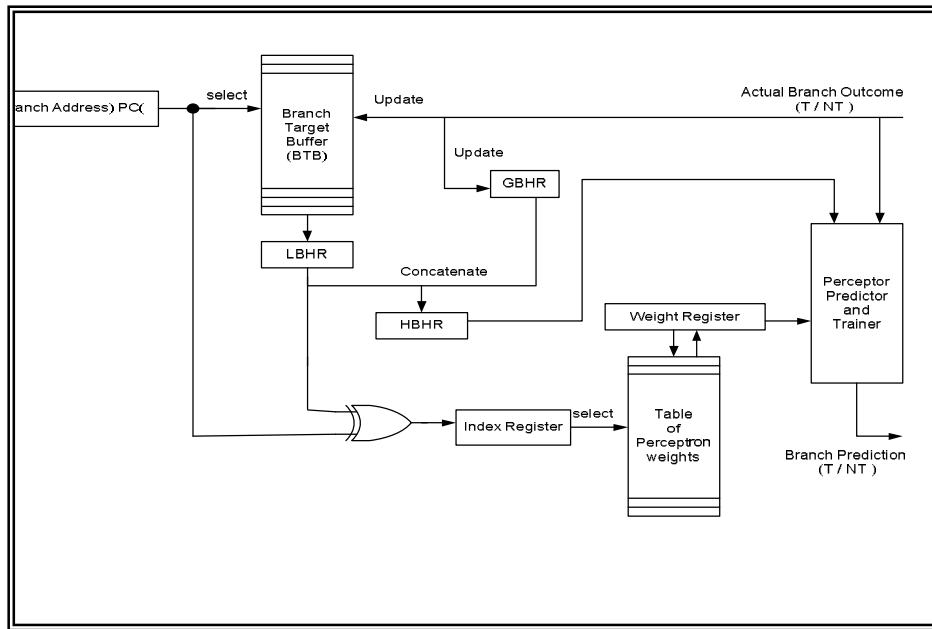 anch Address) PC(
select
Branch
Target
Buffer
(BTB)
Update
Actual Branch Outcome
(T / NT )
Update
GBHR
LBHR
Concatenate
HBHR
Weight Register
Perceptor
Predictor
and
Trainer
Index Register
select
Table
of
Perceptron
weights
Branch Prediction
(T / NT )